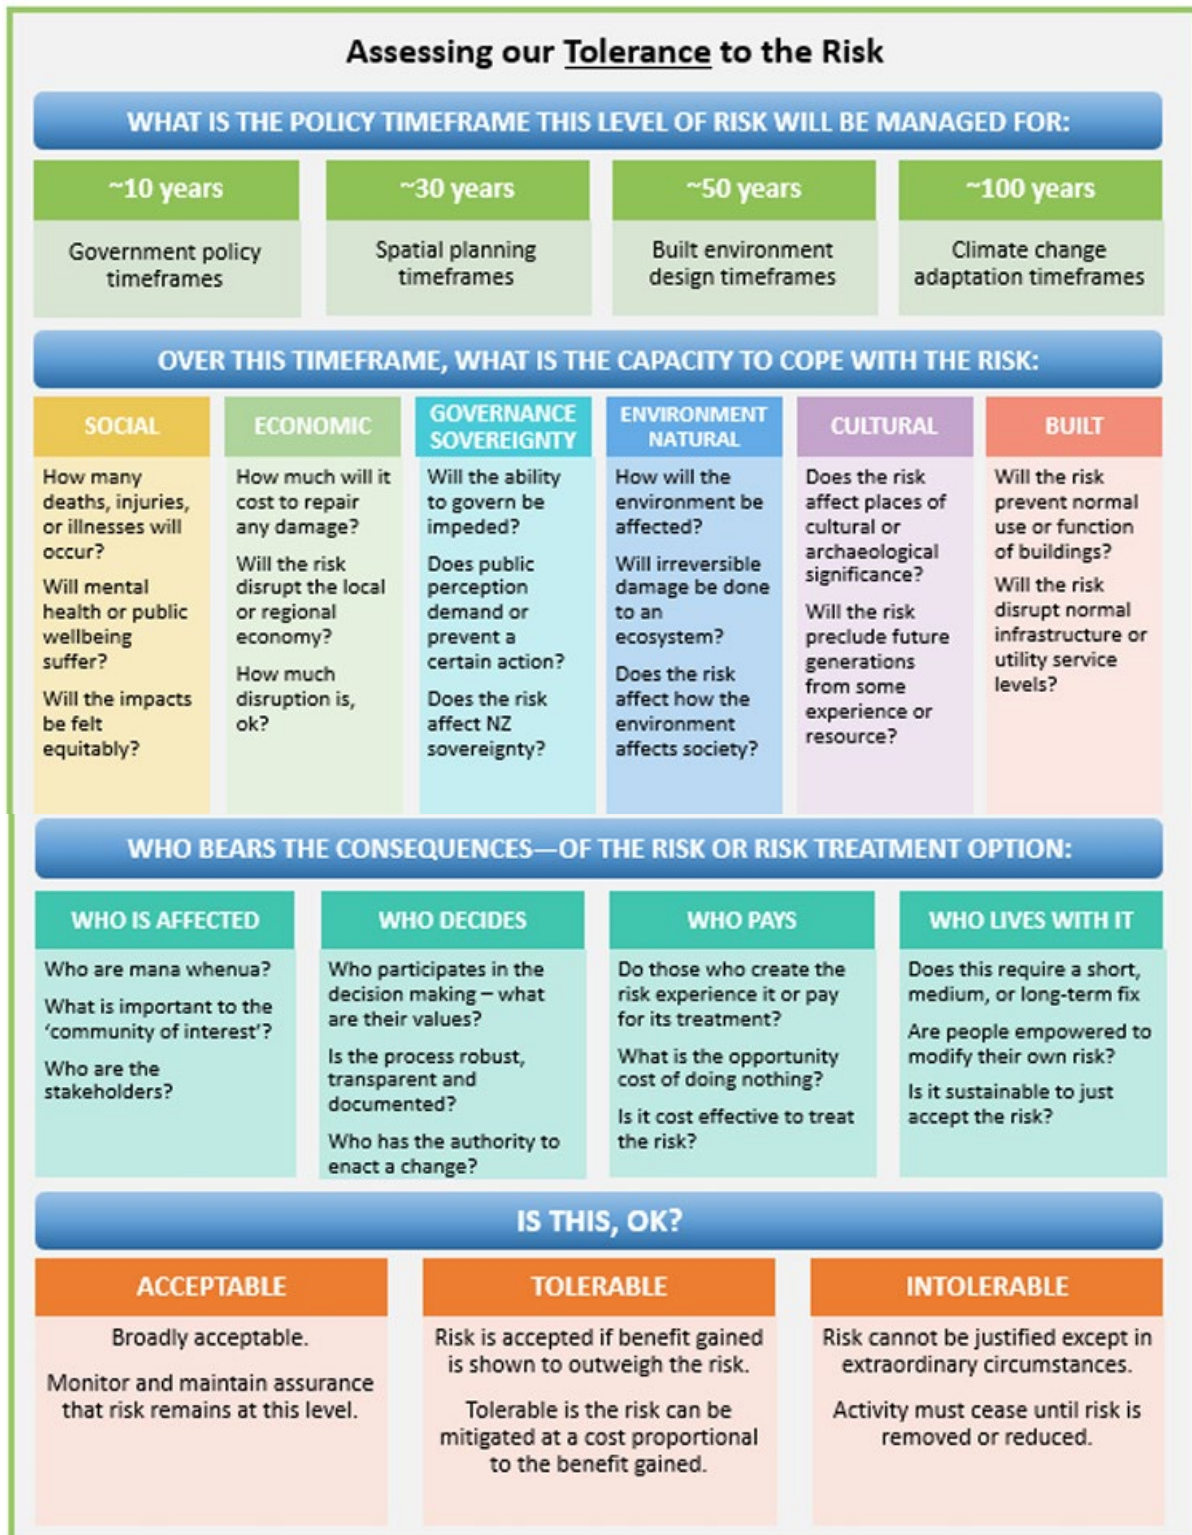 Assessing our Tolerance to the Risk
WHAT IS THE POLICY TIMEFRAME THIS LEVEL OF RISK WILL BE MANAGED FOR:
~10 years
Government policy
timeframes
~30 years
Spatial planning
timeframes
~50 years
Built environment
design timeframes
~100 years
Climate change
adaptation timeframes
OVER THIS TIMEFRAME, WHAT IS THE CAPACITY TO COPE WITH THE RISK:
SOCIAL
How many
deaths, injuries,
or illnesses will
occur?
Will mental
health or public
wellbeing
suffer?
Will the impacts
be felt
equitably?
ECONOMIC
How much will it
cost to repair
any damage?
Will the risk
disrupt the local
or regional
economy?
How much
disruption is,
ok?
GOVERNANCE
SOVEREIGNTY
Will the ability
to govern be
impeded?
Does public
perception
demand or
prevent a
certain action?
Does the risk
affect NZ
sovereignty?
ENVIRONMENT
NATURAL
How will the
environment be
affected?
Will irreversible
damage be done
to an
ecosystem?
Does the risk
affect how the
environment
affects society?
CULTURAL
Does the risk
affect places of
cultural or
archaeological
significance?
Will the risk
preclude future
generations
from some
experience or
resource?
BUILT
Will the risk
prevent normal
use or function
of buildings?
Will the risk
disrupt normal
infrastructure or
utility service
levels?
WHO BEARS THE CONSEQUENCES—OF THE RISK OR RISK TREATMENT OPTION:
WHO IS AFFECTED
Who are mana whenua?
What is important to the
‘community of interest’?
Who are the
stakeholders?
WHO DECIDES
Who participates in the
decision making – what
are their values?
Is the process robust,
transparent and
documented?
Who has the authority to
enact a change?
WHO PAYS
Do those who create the
risk experience it or pay
for its treatment?
What is the opportunity
cost of doing nothing?
Is it cost effective to treat
the risk?
WHO LIVES WITH IT
Does this require a short,
medium, or long-term fix
Are people empowered to
modify their own risk?
Is it sustainable to just
accept the risk?
IS THIS, OK?
ACCEPTABLE
Broadly acceptable.
Monitor and maintain assurance
that risk remains at this level.
TOLERABLE
Risk is accepted if benefit gained
is shown to outweigh the risk.
Tolerable is the risk can be
mitigated at a cost proportional
to the benefit gained.
INTOLERABLE
Risk cannot be justified except in
extraordinary circumstances.
Activity must cease until risk is
removed or reduced.